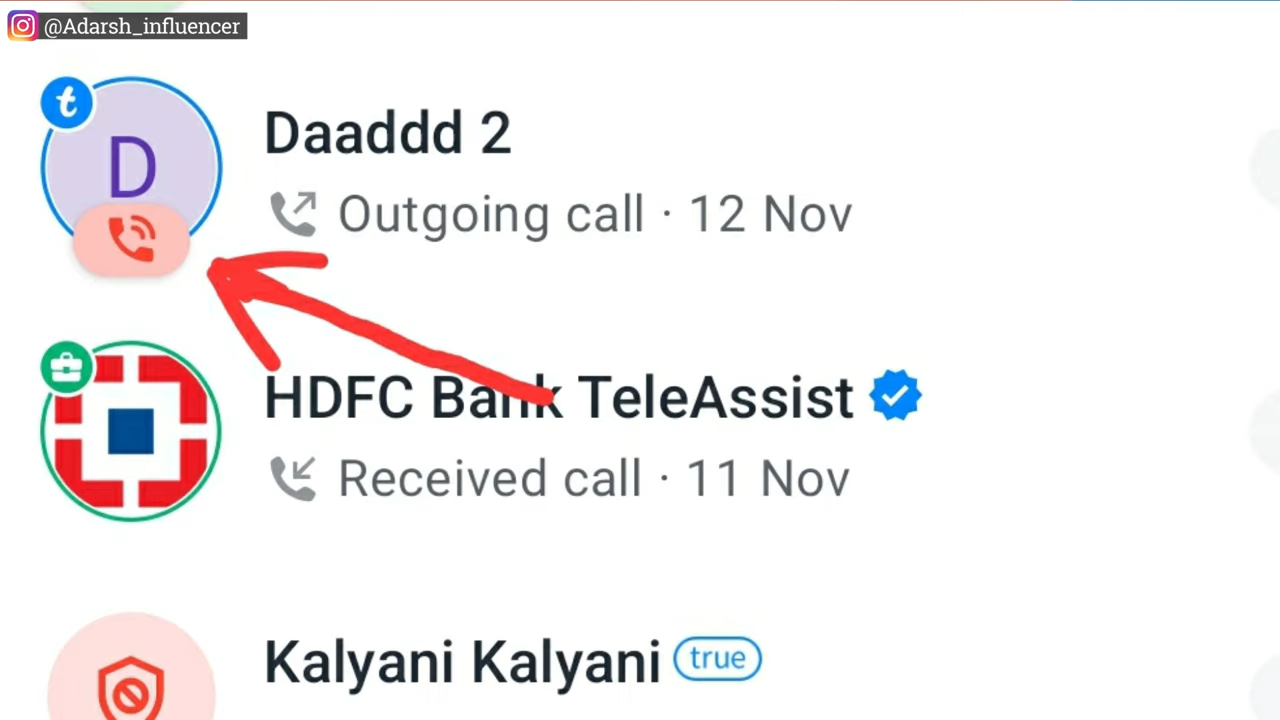 @Adarsh_influencer
t
D
Daaddd 2
Outgoing call · 12 Nov
HDFC Bank TeleAssist
Received call · 11 Nov
Kalyani Kalyani true